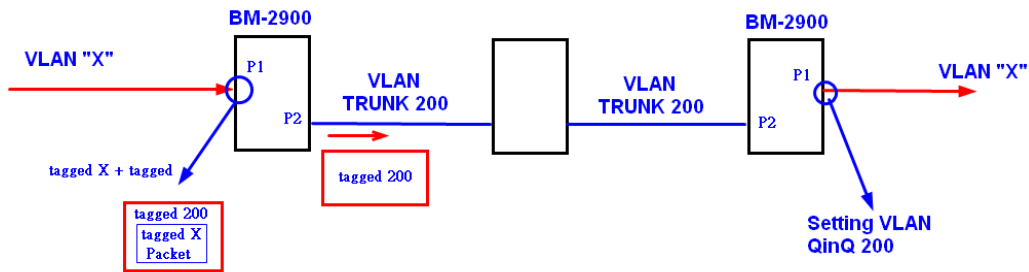 BM-2900
BM-2900
VLAN "X"
P1
P2
VLAN
TRUNK 200
VLAN
TRUNK 200
P1
P2
VLAN "X"
tagged X + tagged
tagged 200
tagged 200
tagged X
Packet
Setting VLAN
QinQ 200